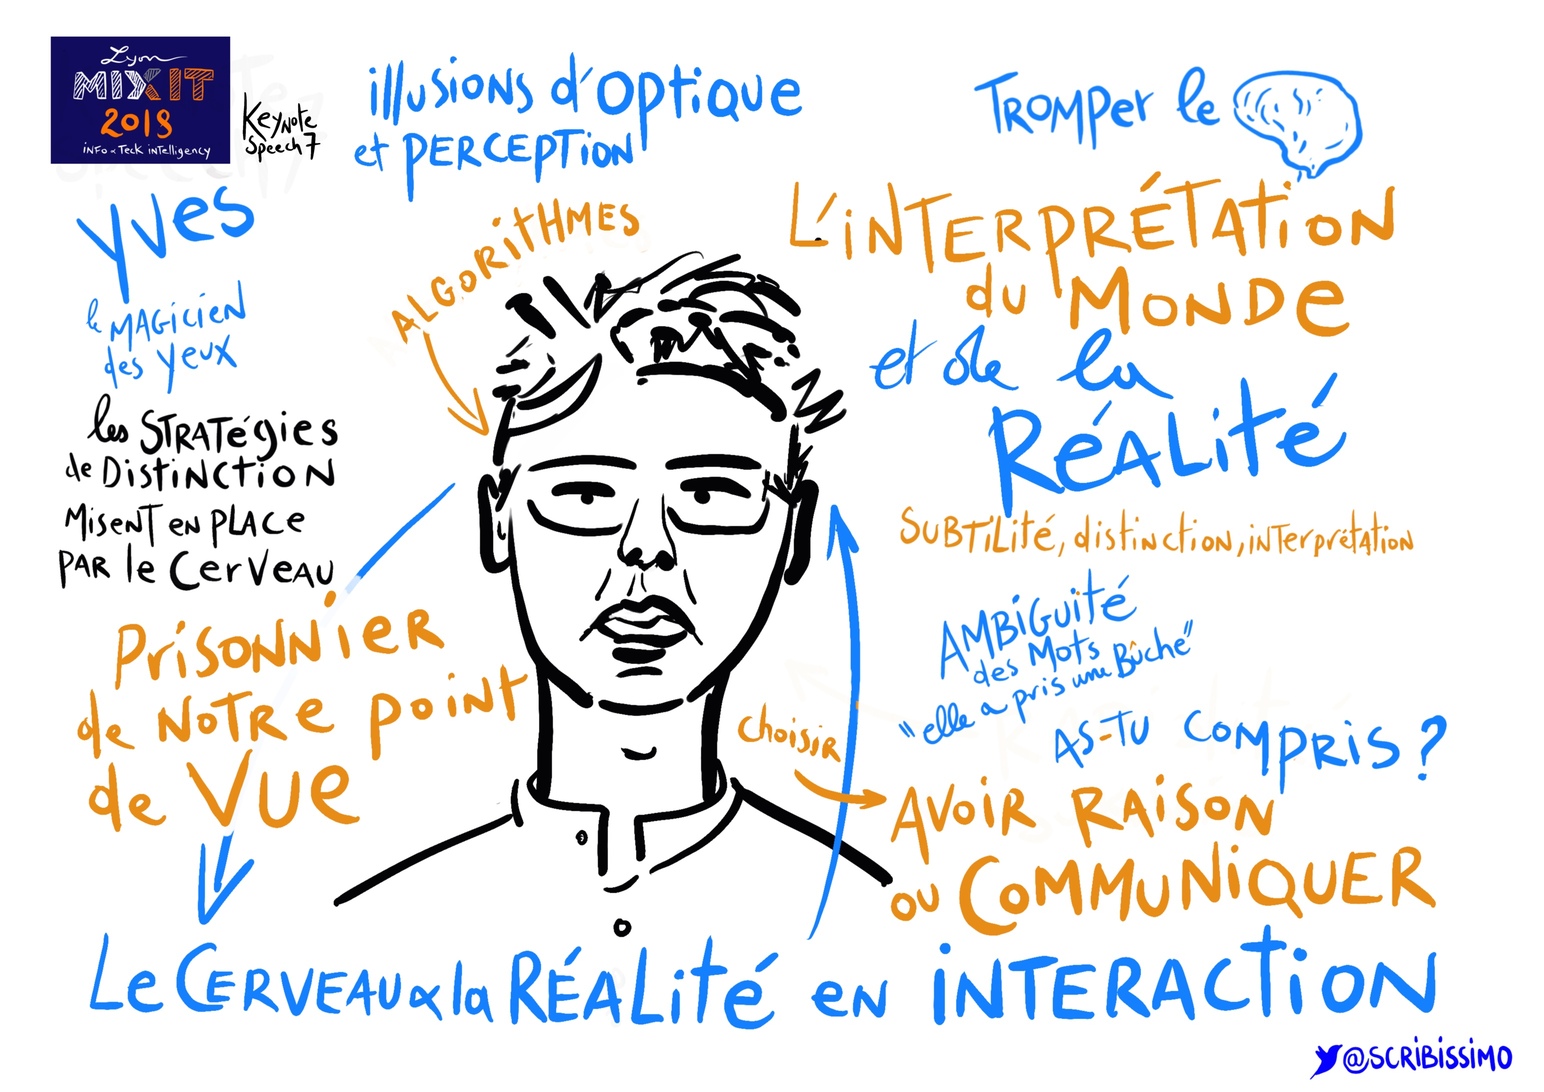 Lyon
MIXIT
2018
iNFO & Teck intelligency
Keynote
Speech 7
illusions d'optique
et PERCEPTiON
TROMPer le
yves
le MAGiCiEN
des yeux
ALGORiTHMES
L'iNTERPRÉTATiON
du MONDe
et de la
RÉALité
les STRATégies
de DiSTiNCTiON
MiSENT eN PLACe
PAR le CerVeAU
SUBTiLité, distinction, iNTerprétATiON
PriSONNiER
de NOTRe point
de Vue
AMBiGuiTÉ
des MOTS
"elle a pris une Bûche"
AS-TU COMPRiS ?
choisir
AVOiR RAiSON
ou COMMUNiQUER
Le CERVEAU & la RÉALité eN iNTERACTiON
@SCRiBiSSiMO